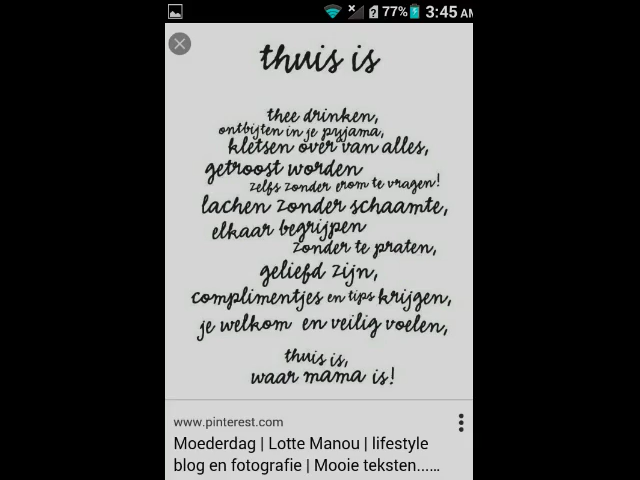 77% 3:45 AM
thuis is
thee drinken,
ontbijten in je pyjama,
kletsen over van alles,
getroost worden
zelfs zonder erom te vragen!
lachen zonder schaamte,
elkaar begrijpen
zonder te praten,
geliefd zijn,
complimentjes en tips krijgen,
je welkom en veilig voelen,
thuis is,
waar mama is!
www.pinterest.com
Moederdag | Lotte Manou | lifestyle
blog en fotografie | Mooie teksten......